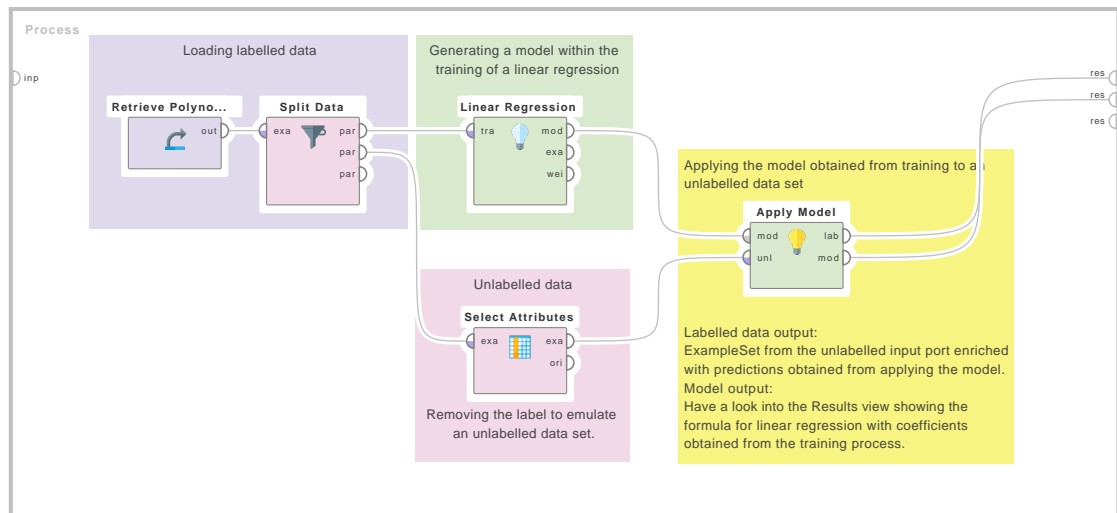 Process
inp
Loading labelled data
Retrieve Polyno...
out
Split Data
exa
par
par
par
Generating a model within the
training of a linear regression
Linear Regression
tra
mod
exa
wei
Unlabelled data
Select Attributes
exa
exa
ori
Removing the label to emulate
an unlabelled data set.
Applying the model obtained from training to an
unlabelled data set
Apply Model
mod
lab
unl
mod
Labelled data output:
ExampleSet from the unlabelled input port enriched
with predictions obtained from applying the model.
Model output:
Have a look into the Results view showing the
formula for linear regression with coefficients
obtained from the training process.
res
res
res